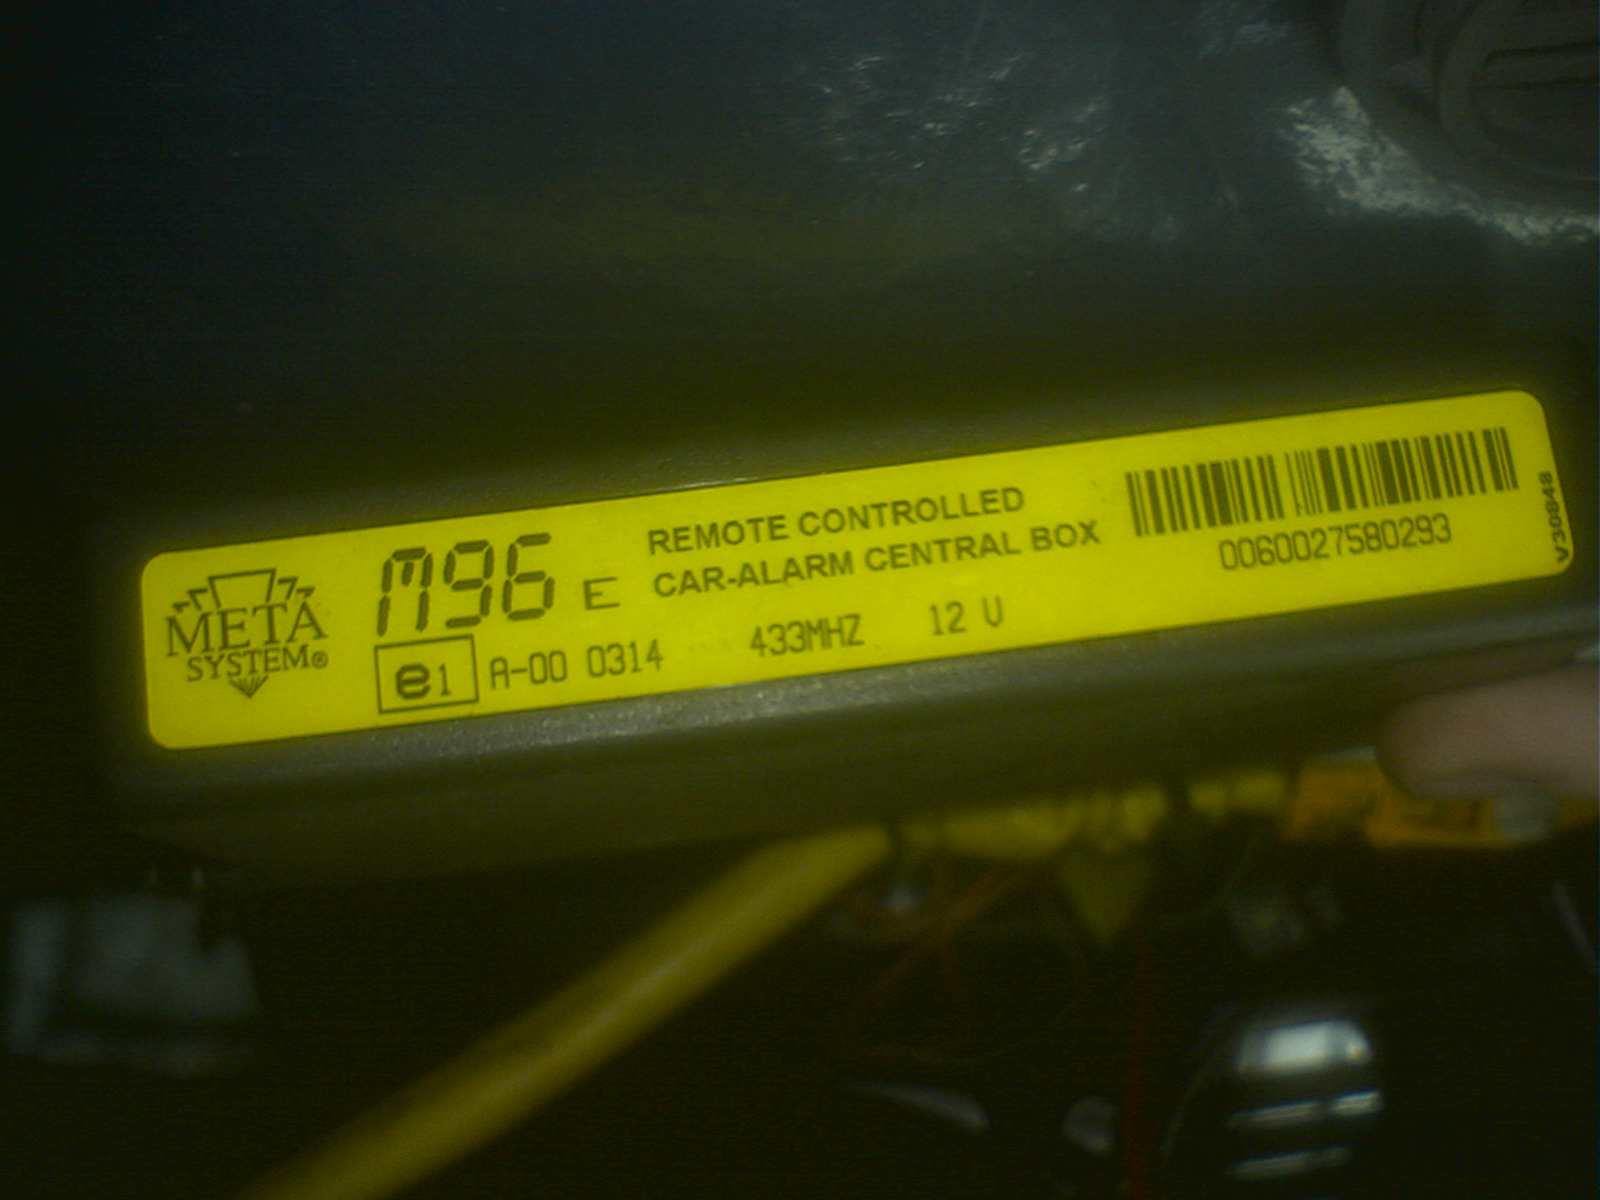 META
SYSTEM®
M96 E
e1 A-00 0314
REMOTE CONTROLLED
CAR-ALARM CENTRAL BOX
433MHZ 12 V
0060027580293
V30848